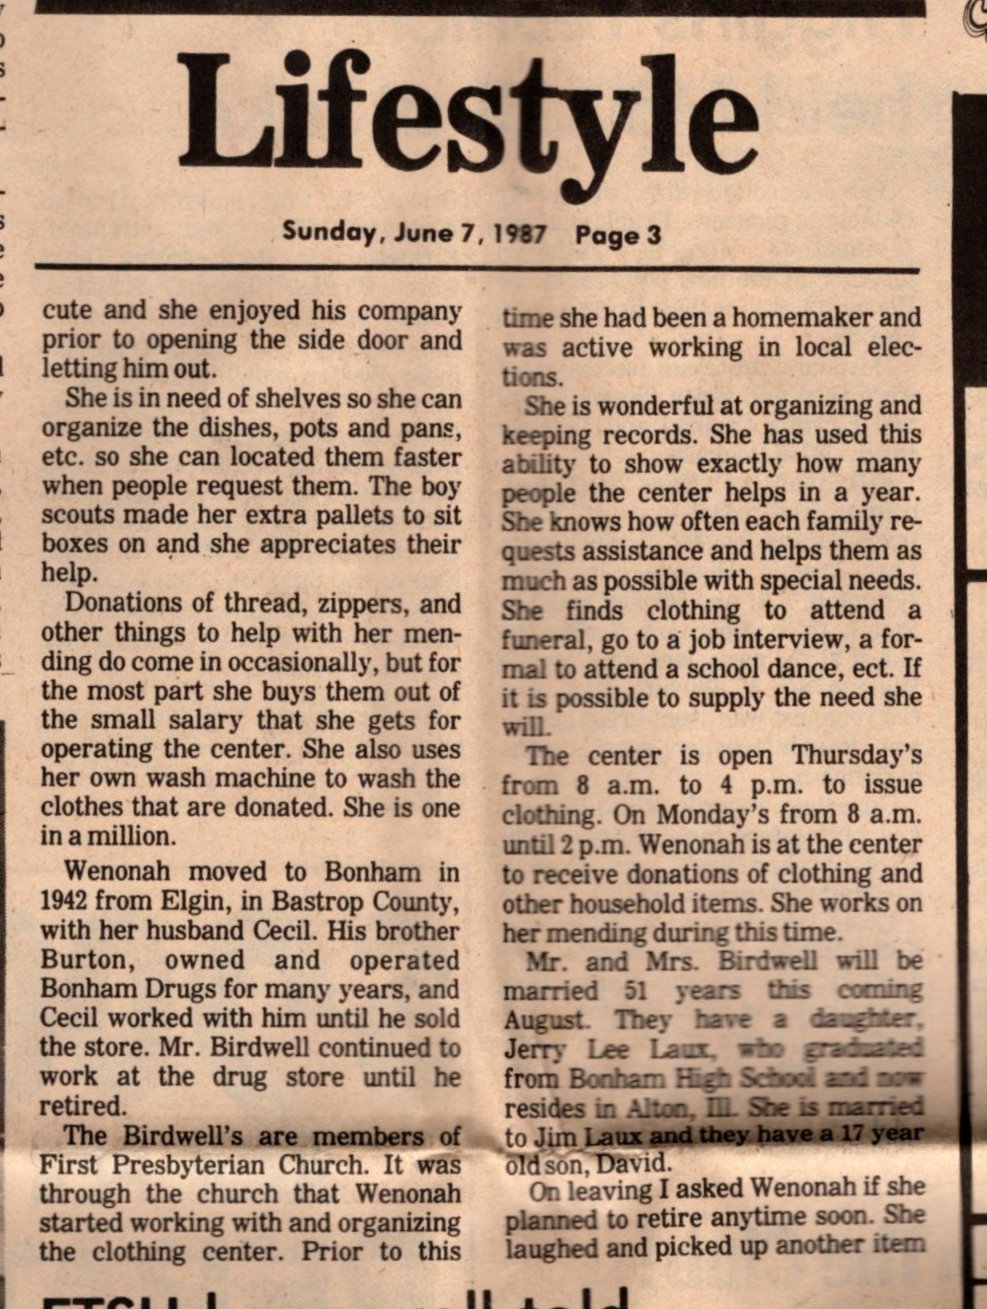 Lifestyle
Sunday, June 7, 1987 Page 3
cute and she enjoyed his company
prior to opening the side door and
letting him out.
She is in need of shelves so she can
organize the dishes, pots and pans,
etc. so she can located them faster
when people request them. The boy
scouts made her extra pallets to sit
boxes on and she appreciates their
help.
Donations of thread, zippers, and
other things to help with her men-
ding do come in occasionally, but for
the most part she buys them out of
the small salary that she gets for
operating the center. She also uses
her own wash machine to wash the
clothes that are donated. She is one
in a million.
Wenonah moved to Bonham in
1942 from Elgin, in Bastrop County,
with her husband Cecil. His brother
Burton, owned and operated
Bonham Drugs for many years, and
Cecil worked with him until he sold
the store. Mr. Birdwell continued to
work at the drug store until he
retired.
The Birdwell's are members of
First Presbyterian Church. It was
through the church that Wenonah
started working with and organizing
the clothing center. Prior to this
time she had been a homemaker and
was active working in local elec-
tions.
She is wonderful at organizing and
keeping records. She has used this
ability to show exactly how many
people the center helps in a year.
She knows how often each family re-
quests assistance and helps them as
much as possible with special needs.
She finds clothing to attend a
funeral, go to a job interview, a for-
mal to attend a school dance, ect. If
it is possible to supply the need she
will.
The center is open Thursday's
from 8 a.m. to 4 p.m. to issue
clothing. On Monday's from 8 a.m.
until 2 p.m. Wenonah is at the center
to receive donations of clothing and
other household items. She works on
her mending during this time.
Mr. and Mrs. Birdwell will be
married 51 years this coming
August. They have a daughter,
Jerry Lee Laux, who graduated
from Bonham High School and now
resides in Alton, Ill. She is married
to Jim Laux and they have a 17 year
old son, David.
On leaving I asked Wenonah if she
planned to retire anytime soon. She
laughed and picked up another item